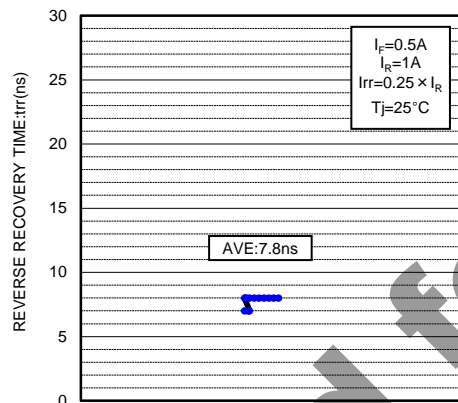 30
I_F=0.5A
I_R=1A
Irr=0.25×I_R
Tj=25°C
25
20
REVERSE RECOVERY TIME:trr(ns)
15
AVE:7.8ns
10
5
0